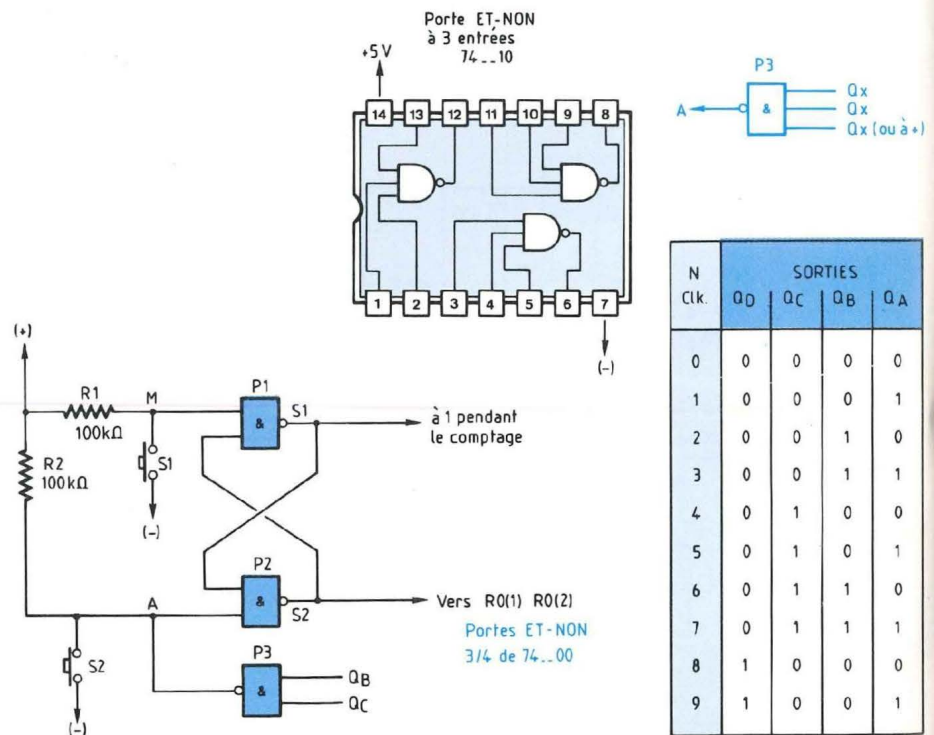 Porte ET-NON
à 3 entrées
74__10
+5V
14 13 12 11 10 9 8
1 2 3 4 5 6 7
(-)
P3
A & Qx
Qx
Qx (ou à +)
N
Clk.
SORTIES
QD QC QB QA
0 0 0 0 0
1 0 0 0 1
2 0 0 1 0
3 0 0 1 1
4 0 1 0 0
5 0 1 0 1
6 0 1 1 0
7 0 1 1 1
8 1 0 0 0
9 1 0 0 1
(+)
R1
100kΩ
M
S1
(-)
R2
100kΩ
P1
&
S1
à 1 pendant
le comptage
P2
&
S2
Vers R0(1) R0(2)
Portes ET-NON
3/4 de 74__00
A
S2
(-)
P3
&
QB
QC